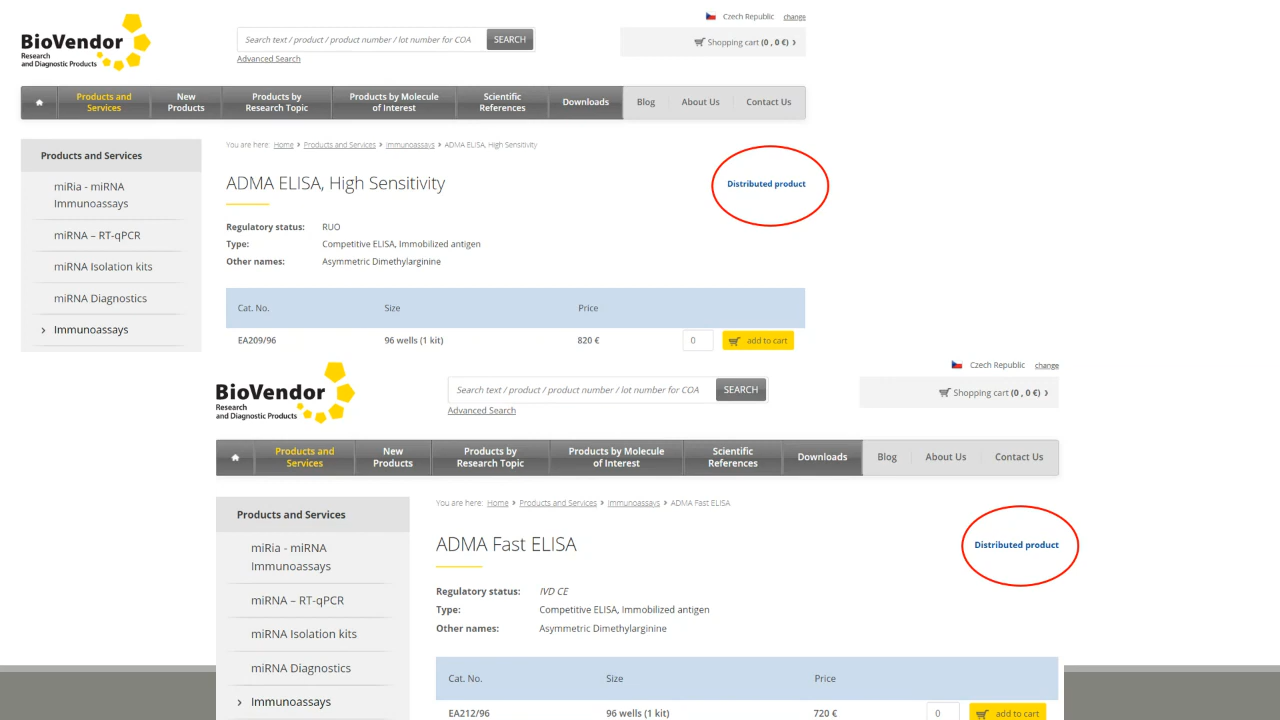 BioVendor
Research
and Diagnostic Products
Search text / product / product number / lot number for COA
SEARCH
Advanced Search
Czech Republic change
Shopping cart (0 , 0 €) ›
Products and
Services
New
Products
Products by
Research Topic
Products by Molecule
of Interest
Scientific
References
Downloads
Blog
About Us
Contact Us
Products and Services
miRia - miRNA
Immunoassays
miRNA – RT-qPCR
miRNA Isolation kits
miRNA Diagnostics
› Immunoassays
You are here: Home › Products and Services › Immunoassays › ADMA ELISA, High Sensitivity
ADMA ELISA, High Sensitivity
Distributed product
Regulatory status: RUO
Type: Competitive ELISA, Immobilized antigen
Other names: Asymmetric Dimethylarginine
Cat. No. Size Price
EA209/96 96 wells (1 kit) 820 € 0 add to cart
BioVendor
Research
and Diagnostic Products
Search text / product / product number / lot number for COA
SEARCH
Advanced Search
Czech Republic change
Shopping cart (0 , 0 €) ›
Products and
Services
New
Products
Products by
Research Topic
Products by Molecule
of Interest
Scientific
References
Downloads
Blog
About Us
Contact Us
Products and Services
miRia - miRNA
Immunoassays
miRNA – RT-qPCR
miRNA Isolation kits
miRNA Diagnostics
› Immunoassays
You are here: Home › Products and Services › Immunoassays › ADMA Fast ELISA
ADMA Fast ELISA
Distributed product
Regulatory status: IVD CE
Type: Competitive ELISA, Immobilized antigen
Other names: Asymmetric Dimethylarginine
Cat. No. Size Price
EA212/96 96 wells (1 kit) 720 € 0 add to cart